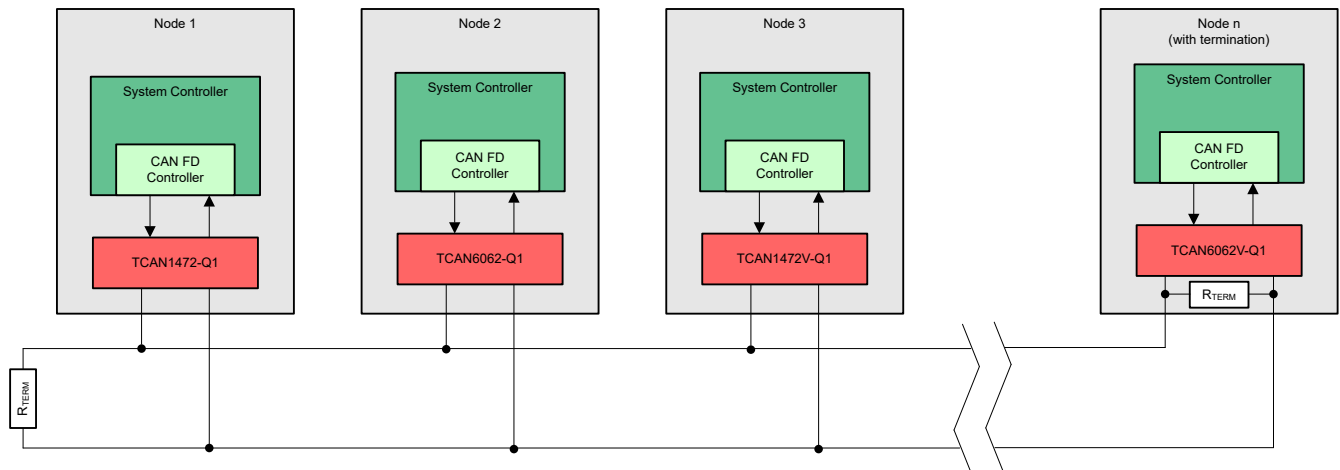 Node 1
System Controller
CAN FD
Controller
TCAN1472-Q1
Node 2
System Controller
CAN FD
Controller
TCAN6062-Q1
Node 3
System Controller
CAN FD
Controller
TCAN1472V-Q1
Node n
(with termination)
System Controller
CAN FD
Controller
TCAN6062V-Q1
RTERM
RTERM